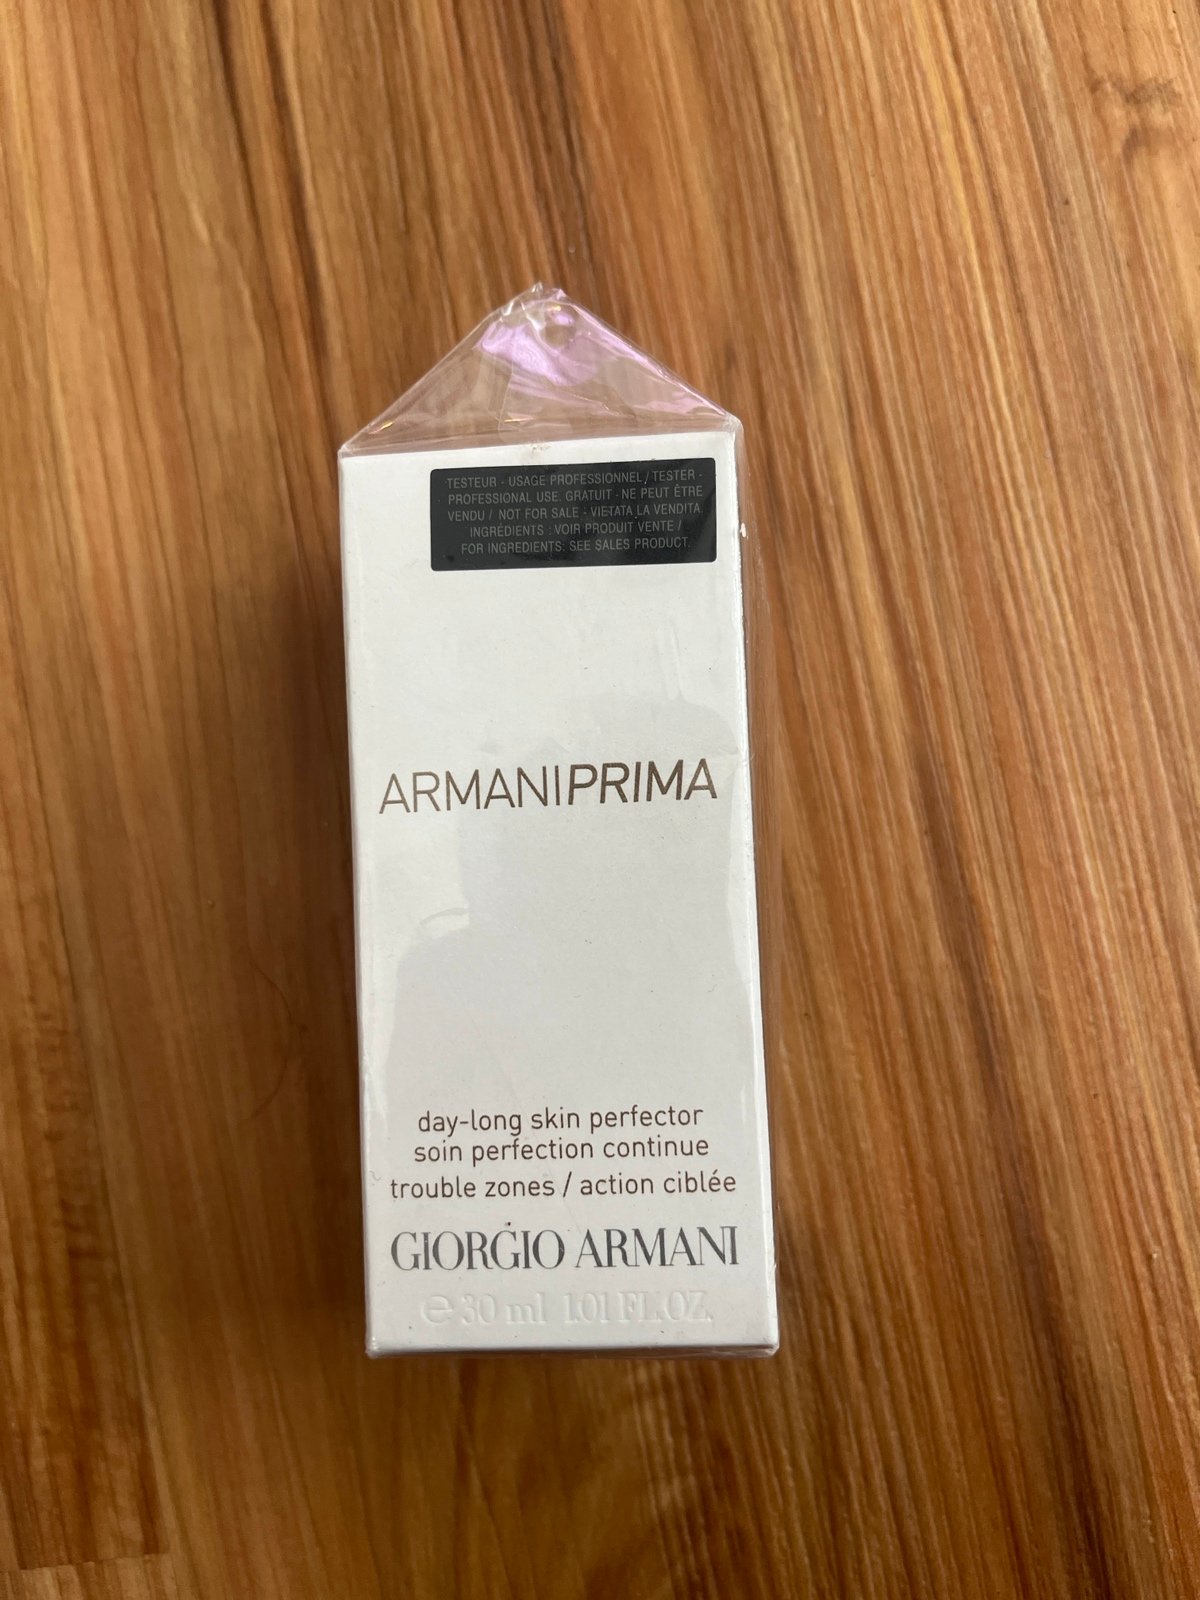 TESTEUR - USAGE PROFESSIONNEL / TESTER -
PROFESSIONAL USE. GRATUIT - NE PEUT ÊTRE
VENDU / NOT FOR SALE - VIETATA LA VENDITA.
INGRÉDIENTS : VOIR PRODUIT VENTE /
FOR INGREDIENTS: SEE SALES PRODUCT.
ARMANIPRIMA
day-long skin perfector
soin perfection continue
trouble zones / action ciblée
GIORGIO ARMANI
e 30 ml 1.01 FL.OZ.